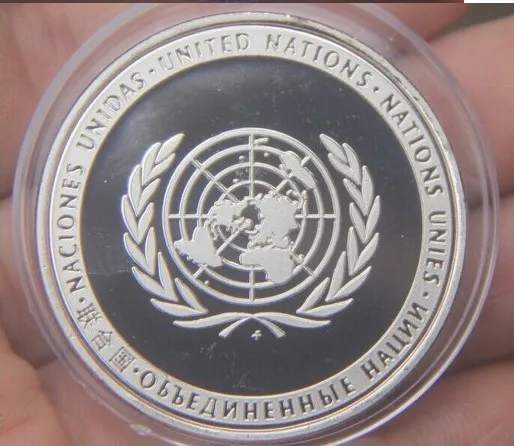 UNITED NATIONS · NATIONS UNIES · ОБЪЕДИНЕННЫЕ НАЦИИ · 联合国 · NACIONES UNIDAS ·